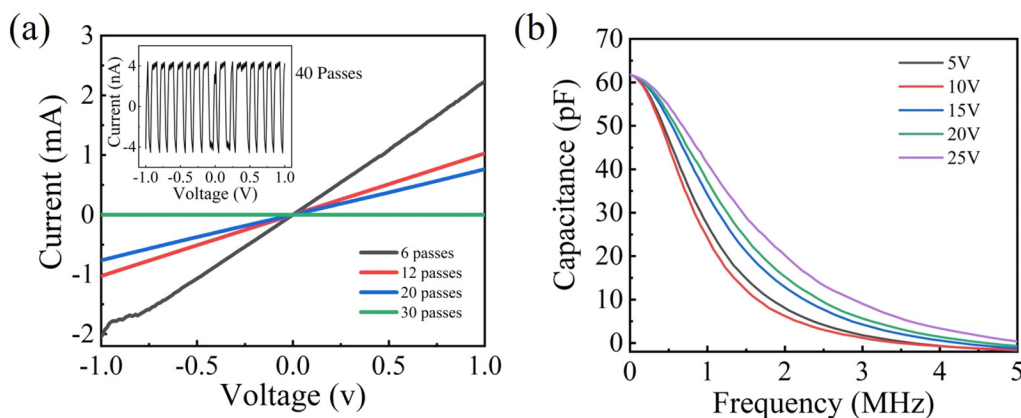 (a)
Current (mA)
3
2
1
0
-1
-2
-1.0
-0.5
0.0
0.5
1.0
Voltage (v)
6 passes
12 passes
20 passes
30 passes
Current (nA)
4
0
-4
-1.0
-0.5
0.0
0.5
1.0
Voltage (V)
40 Passes
(b)
Capacitance (pF)
70
60
50
40
30
20
10
0
0
1
2
3
4
5
Frequency (MHz)
5V
10V
15V
20V
25V